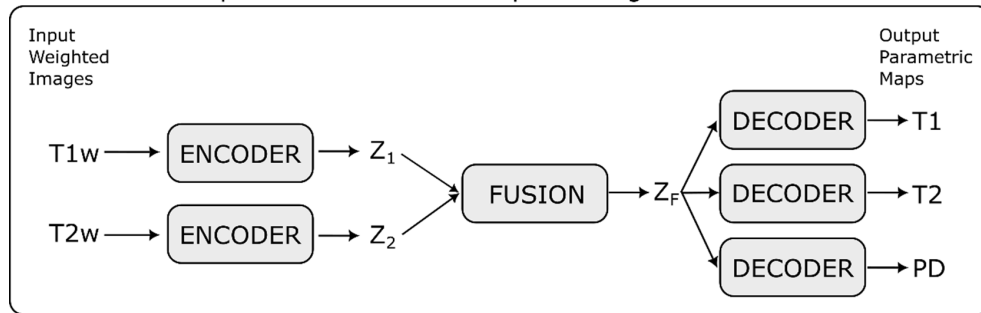 Input
Weighted
Images
Output
Parametric
Maps
T1w
ENCODER
Z₁
T2w
ENCODER
Z₂
FUSION
Z_F
DECODER
T1
DECODER
T2
DECODER
PD